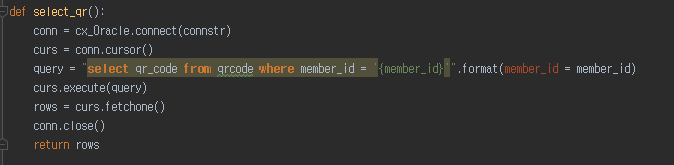 def select_qr():
conn = cx_Oracle.connect(connstr)
curs = conn.cursor()
query = "select qr_code from qrcode where member_id = '{member_id}'".format(member_id = member_id)
curs.execute(query)
rows = curs.fetchone()
conn.close()
return rows